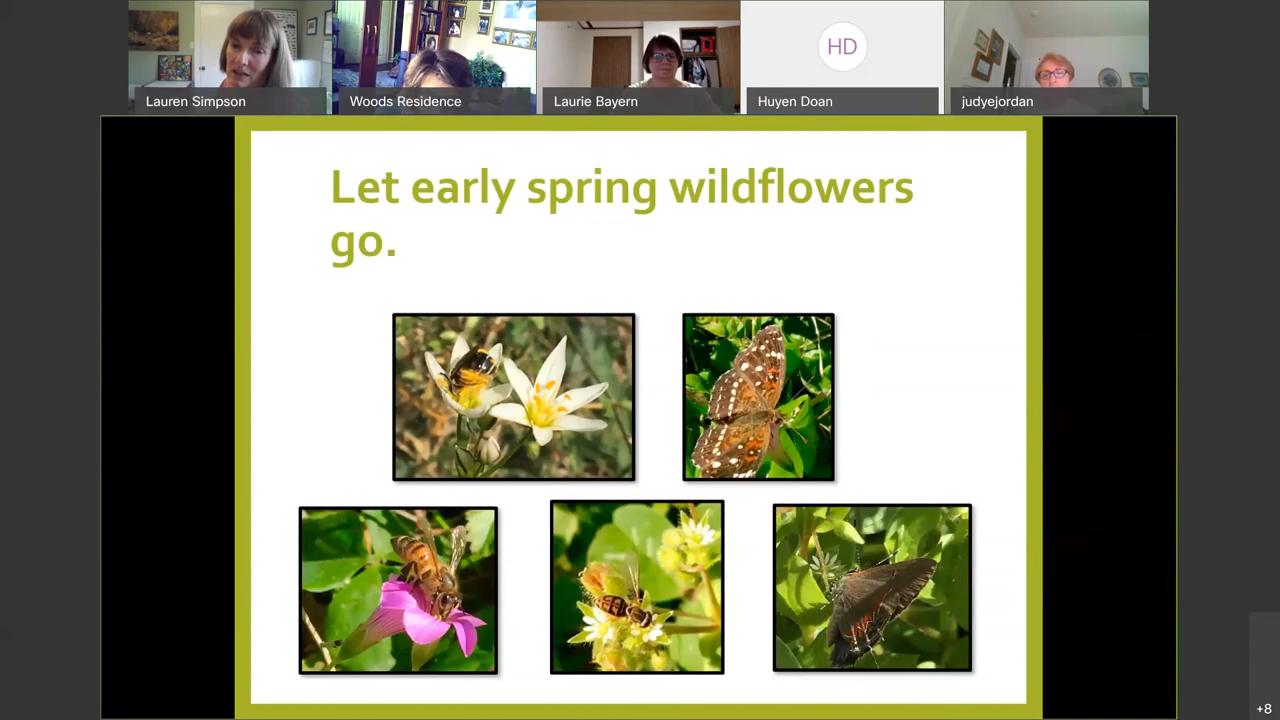 Lauren Simpson
Woods Residence
Laurie Bayern
HD
Huyen Doan
judyejordan
Let early spring wildflowers
go.
+8